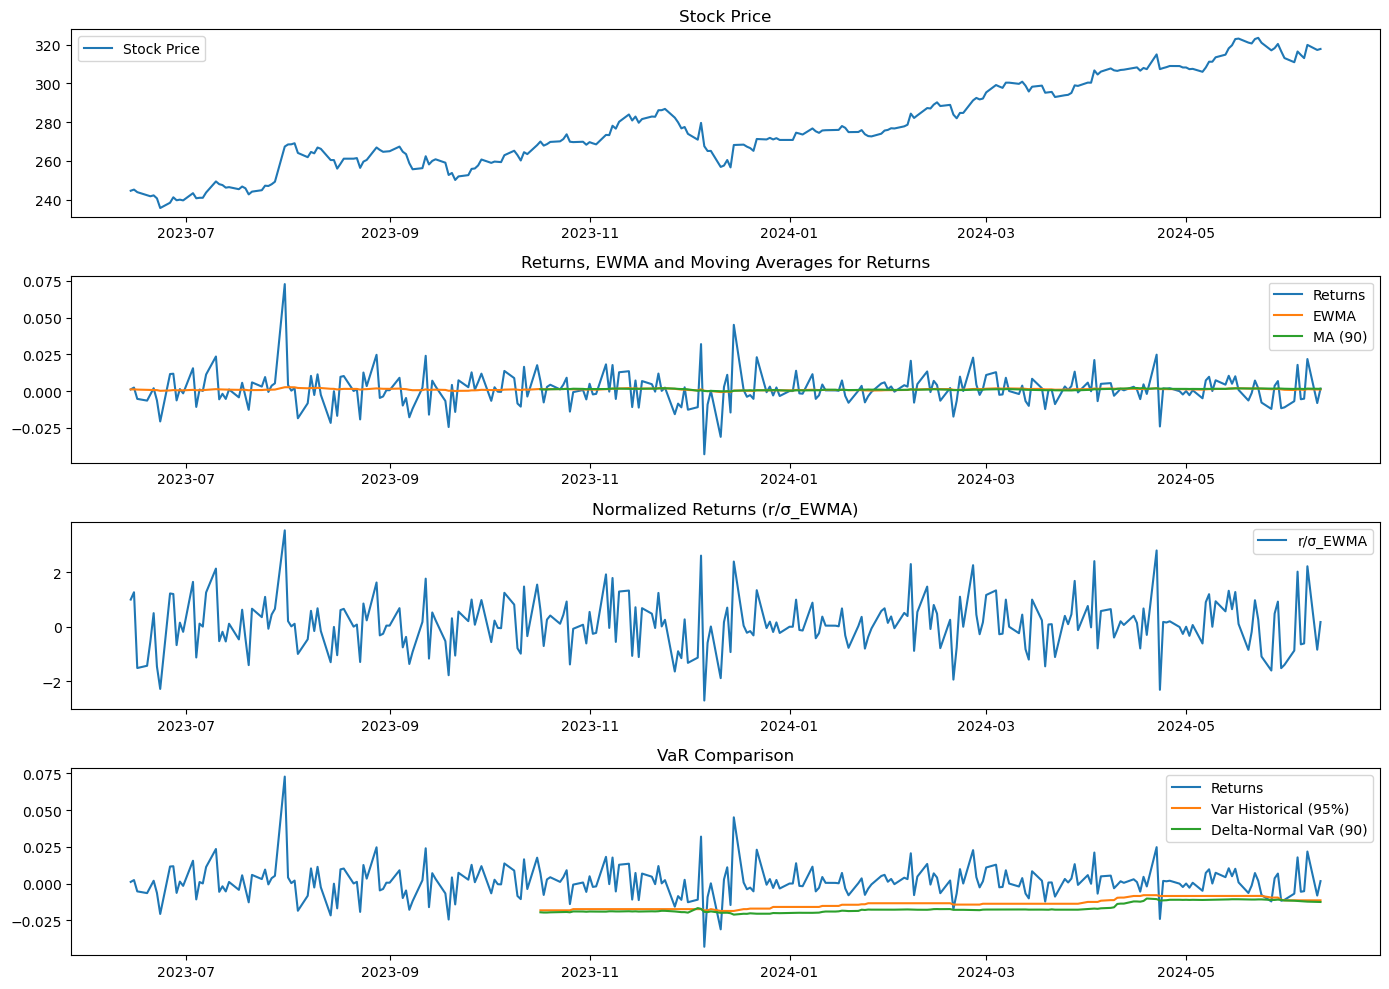 Stock Price
320
300
280
260
240
Stock Price
2023-07 2023-09 2023-11 2024-01 2024-03 2024-05
Returns, EWMA and Moving Averages for Returns
0.075
0.050
0.025
0.000
−0.025
Returns
EWMA
MA (90)
2023-07 2023-09 2023-11 2024-01 2024-03 2024-05
Normalized Returns (r/σ_EWMA)
2
0
−2
r/σ_EWMA
2023-07 2023-09 2023-11 2024-01 2024-03 2024-05
VaR Comparison
0.075
0.050
0.025
0.000
−0.025
Returns
Var Historical (95%)
Delta-Normal VaR (90)
2023-07 2023-09 2023-11 2024-01 2024-03 2024-05